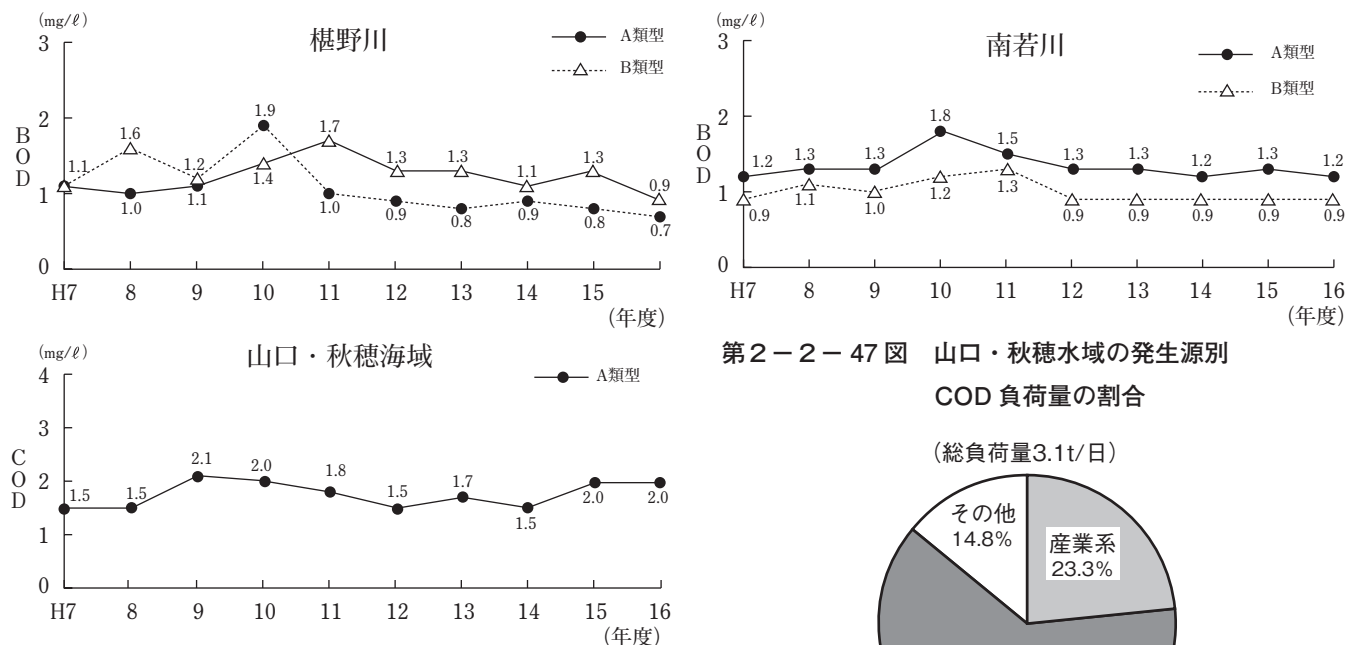 (mg/ℓ)
椹野川
A類型
B類型
BOD
3
2
1
0
1.1
1.6
1.0
1.2
1.1
1.9
1.4
1.7
1.0
1.3
0.9
1.3
0.8
1.1
0.9
1.3
0.8
0.9
0.7
H7 8 9 10 11 12 13 14 15 16
(年度)
(mg/ℓ)
南若川
A類型
B類型
BOD
3
2
1
0
1.2
0.9
1.3
1.1
1.3
1.0
1.8
1.2
1.5
1.3
1.3
0.9
1.3
0.9
1.2
0.9
1.3
0.9
1.2
0.9
H7 8 9 10 11 12 13 14 15 16
(年度)
(mg/ℓ)
山口・秋穂海域
A類型
COD
4
3
2
1
0
1.5 1.5 2.1 2.0 1.8 1.5 1.7 1.5 2.0 2.0
H7 8 9 10 11 12 13 14 15 16
(年度)
第2－2－47図 山口・秋穂水域の発生源別
COD 負荷量の割合
(総負荷量3.1t/日)
その他
14.8%
産業系
23.3%